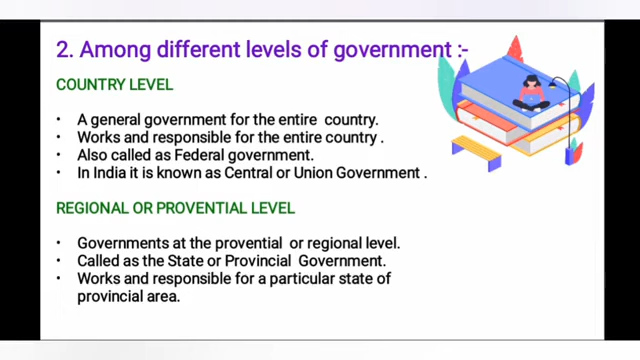 2. Among different levels of government :-
COUNTRY LEVEL
• A general government for the entire country.
• Works and responsible for the entire country .
• Also called as Federal government.
• In India it is known as Central or Union Government .
REGIONAL OR PROVENTIAL LEVEL
• Governments at the provential or regional level.
• Called as the State or Provincial Government.
• Works and responsible for a particular state of
provincial area.